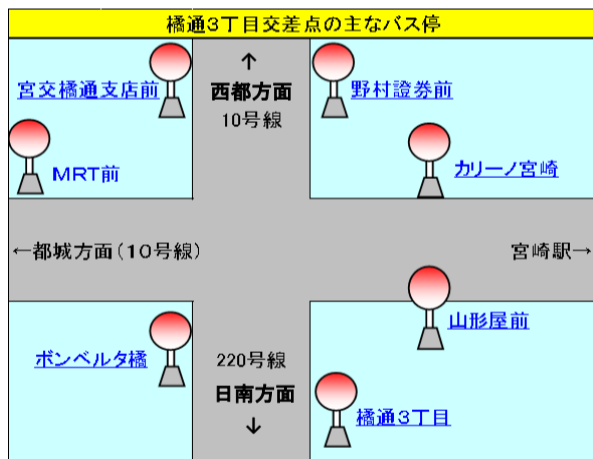 橘通3丁目交差点の主なバス停
宮交橘通支店前
↑
西都方面
10号線
野村證券前
MRT前
カリーノ宮崎
←都城方面(10号線)
宮崎駅→
山形屋前
ボンベルタ橘
220号線
日南方面
↓
橘通3丁目